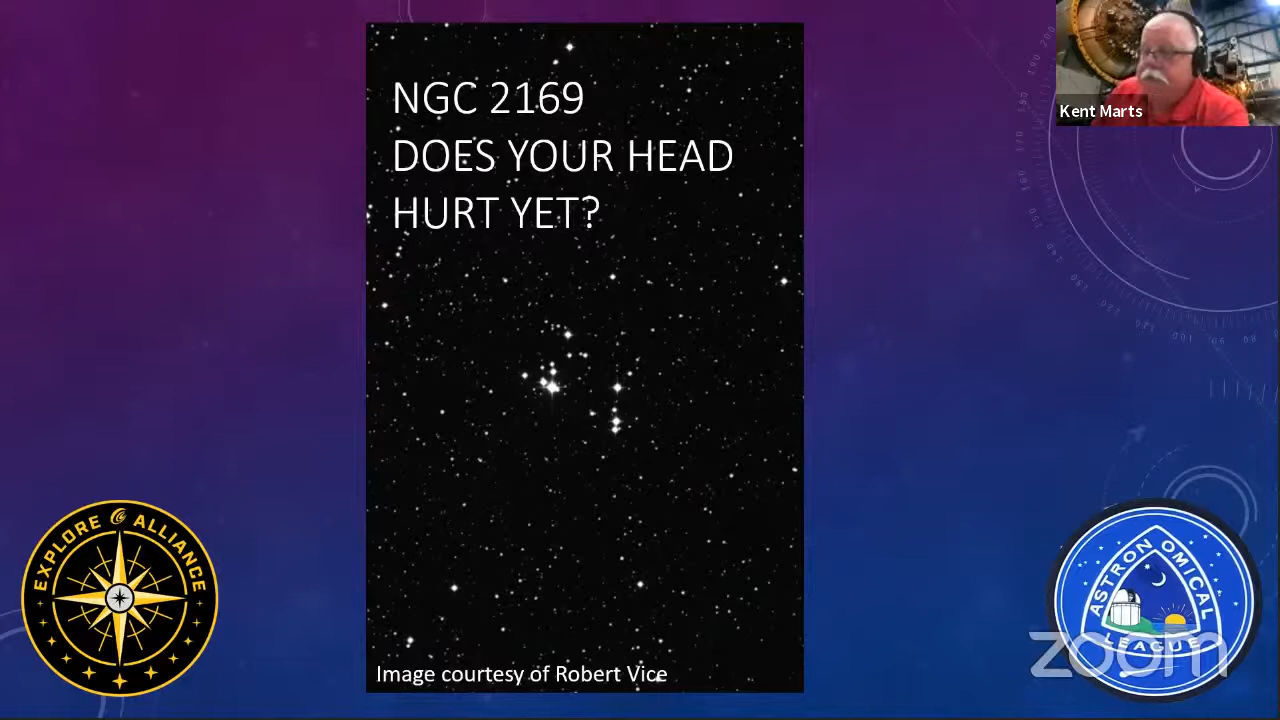 NGC 2169
DOES YOUR HEAD
HURT YET?
Kent Marts
Image courtesy of Robert Vice
EXPLORE ALLIANCE
ASTRONOMICAL
LEAGUE
zoom